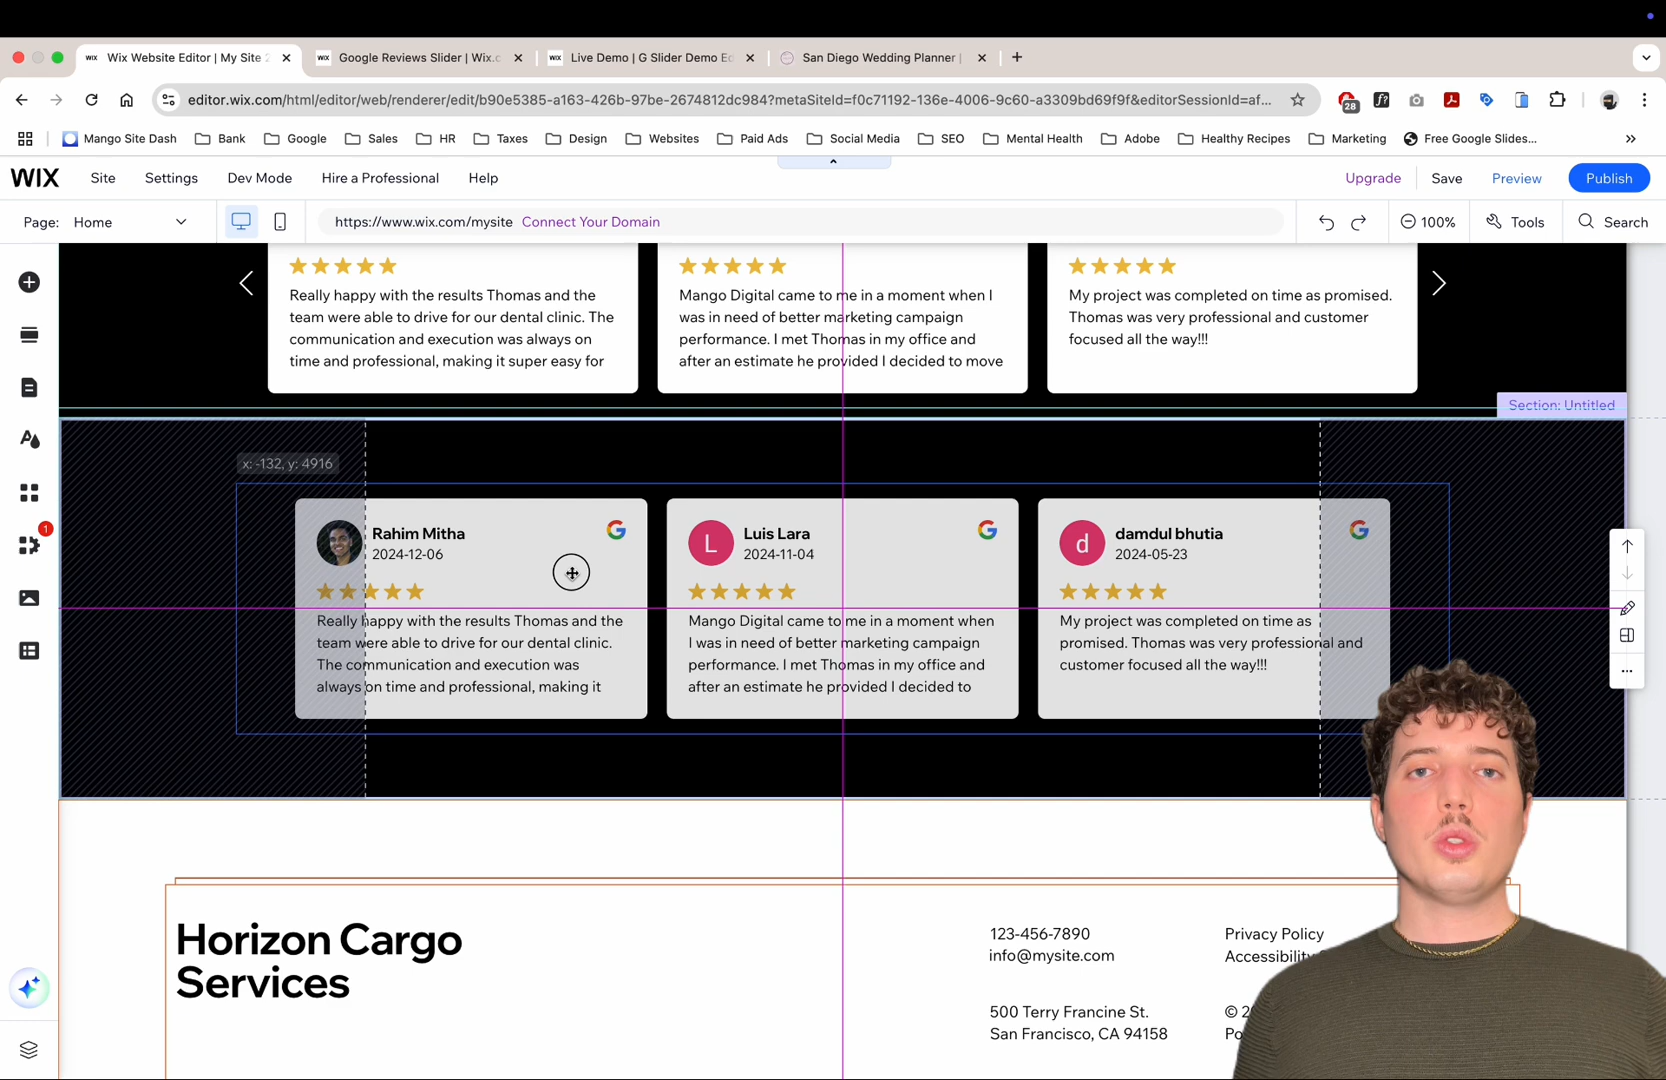 Wix Website Editor | My Site 2
Google Reviews Slider | Wix.c
Live Demo | G Slider Demo Ed
San Diego Wedding Planner |
editor.wix.com/html/editor/web/renderer/edit/b90e5385-a163-426b-97be-2674812dc984?metaSiteId=f0c71192-136e-4006-9c60-a3309bd69f9f&editorSessionId=af...
28
Mango Site Dash
Bank
Google
Sales
HR
Taxes
Design
Websites
Paid Ads
Social Media
SEO
Mental Health
Adobe
Healthy Recipes
Marketing
Free Google Slides...
WIX
Site
Settings
Dev Mode
Hire a Professional
Help
Upgrade
Save
Preview
Publish
Page: Home
https://www.wix.com/mysite Connect Your Domain
100%
Tools
Search
Really happy with the results Thomas and the
team were able to drive for our dental clinic. The
communication and execution was always on
time and professional, making it super easy for
Mango Digital came to me in a moment when I
was in need of better marketing campaign
performance. I met Thomas in my office and
after an estimate he provided I decided to move
My project was completed on time as promised.
Thomas was very professional and customer
focused all the way!!!
Section: Untitled
x: -132, y: 4916
1
Rahim Mitha
2024-12-06
Really happy with the results Thomas and the
team were able to drive for our dental clinic.
The communication and execution was
always on time and professional, making it
L
Luis Lara
2024-11-04
Mango Digital came to me in a moment when
I was in need of better marketing campaign
performance. I met Thomas in my office and
after an estimate he provided I decided to
d
damdul bhutia
2024-05-23
My project was completed on time as
promised. Thomas was very professional and
customer focused all the way!!!
Horizon Cargo
Services
123-456-7890
info@mysite.com
500 Terry Francine St.
San Francisco, CA 94158
Privacy Policy
Accessibility
© 20
Po